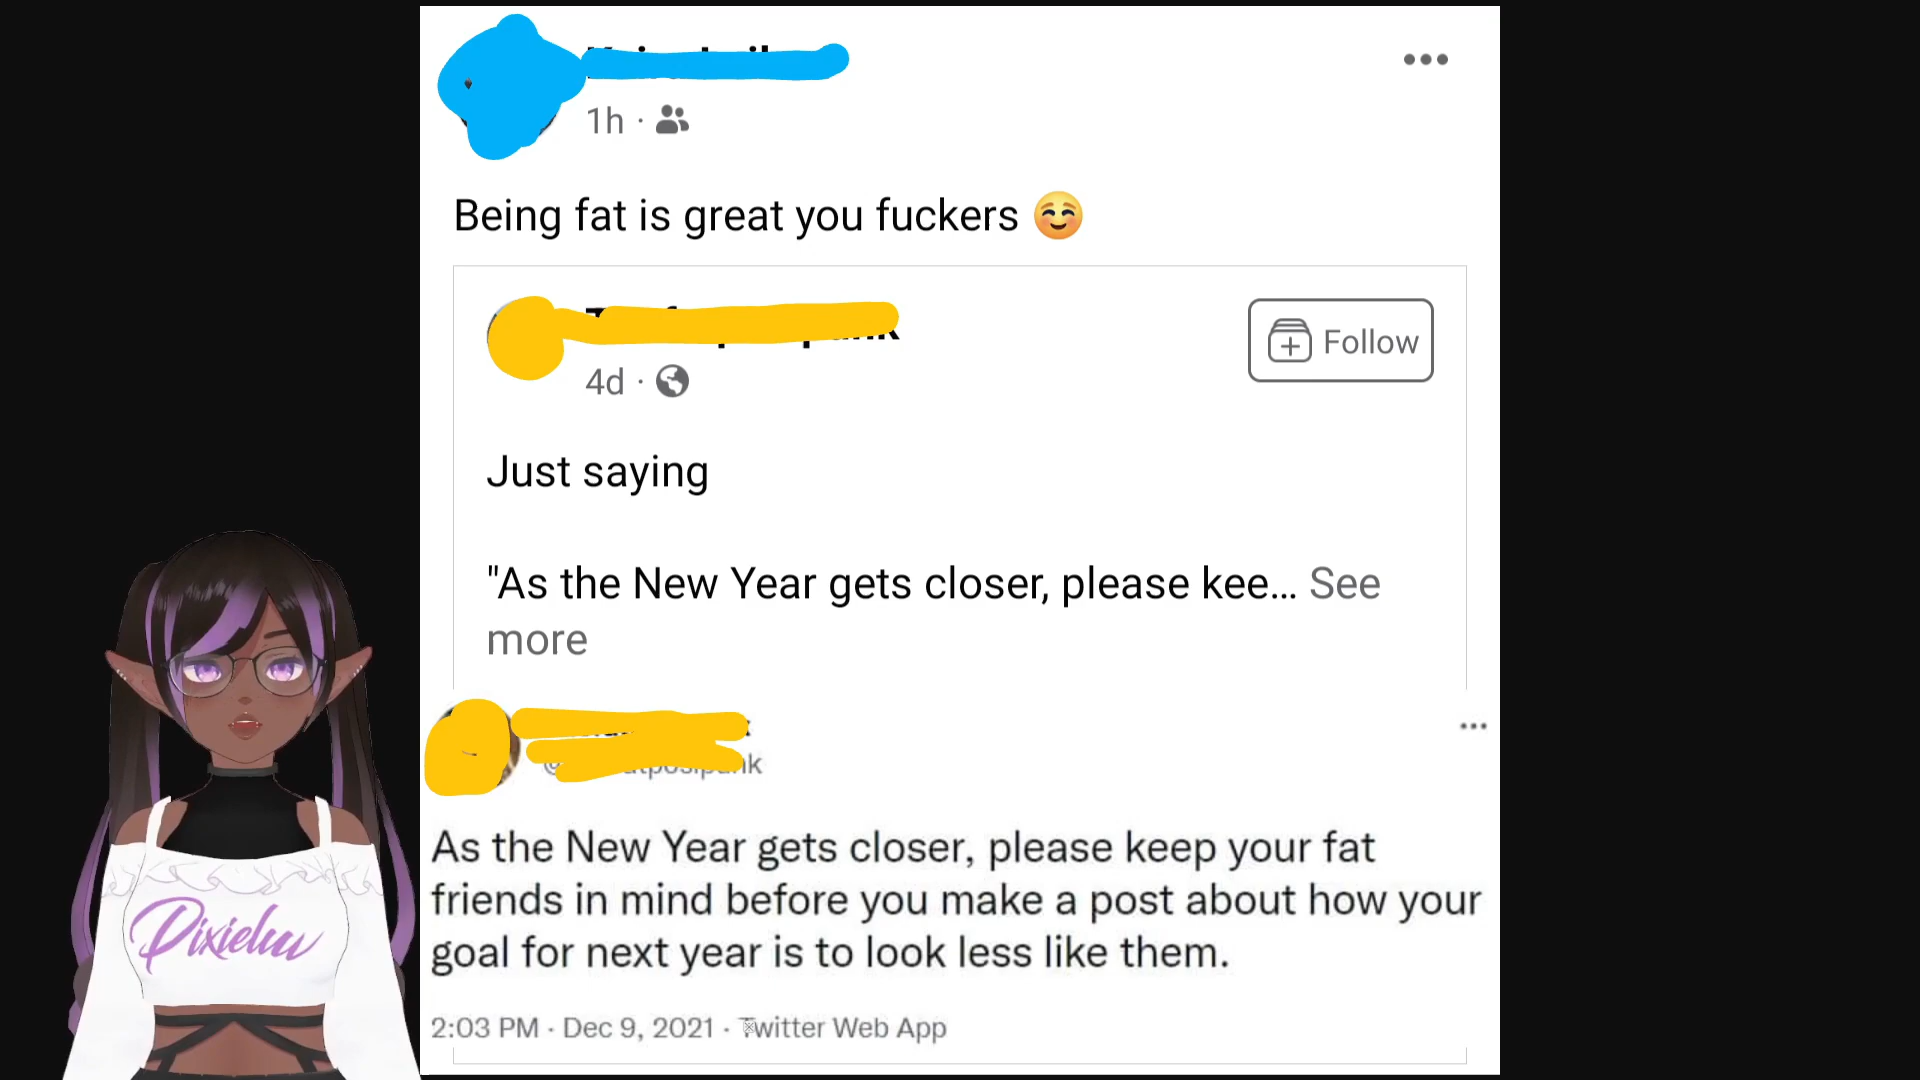 1h ·
Being fat is great you fuckers ☺️
Follow
4d ·
Just saying
"As the New Year gets closer, please kee... See
more
As the New Year gets closer, please keep your fat
friends in mind before you make a post about how your
goal for next year is to look less like them.
2:03 PM · Dec 9, 2021 · Twitter Web App
Pixieluv